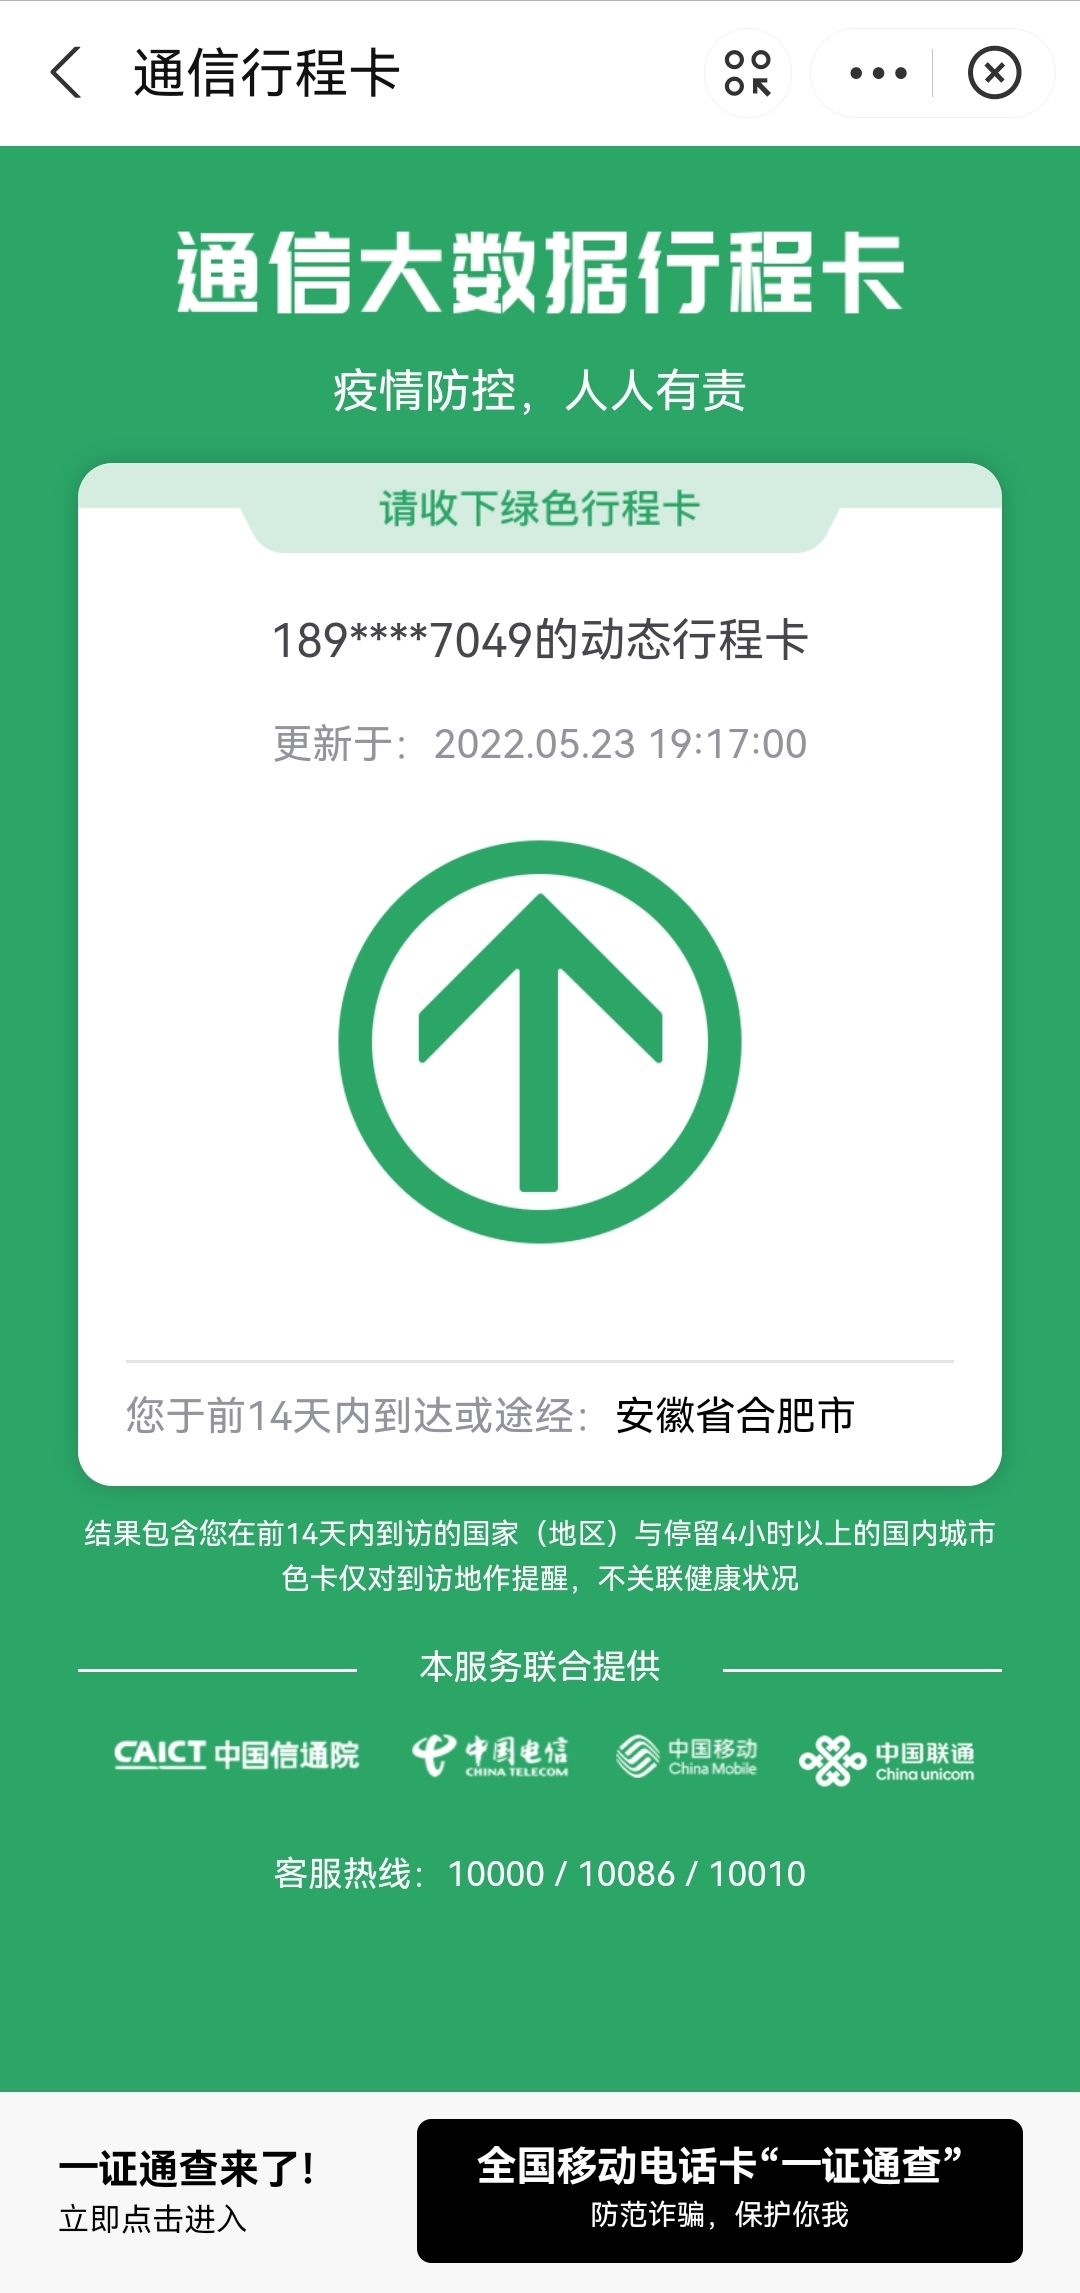 通信行程卡
通信大数据行程卡
疫情防控，人人有责
请收下绿色行程卡
189****7049的动态行程卡
更新于：2022.05.23 19:17:00
您于前14天内到达或途经：安徽省合肥市
结果包含您在前14天内到访的国家（地区）与停留4小时以上的国内城市
色卡仅对到访地作提醒，不关联健康状况
本服务联合提供
CAICT 中国信通院
中国电信
CHINA TELECOM
中国移动
China Mobile
中国联通
China unicom
客服热线：10000 / 10086 / 10010
一证通查来了!
立即点击进入
全国移动电话卡“一证通查”
防范诈骗，保护你我